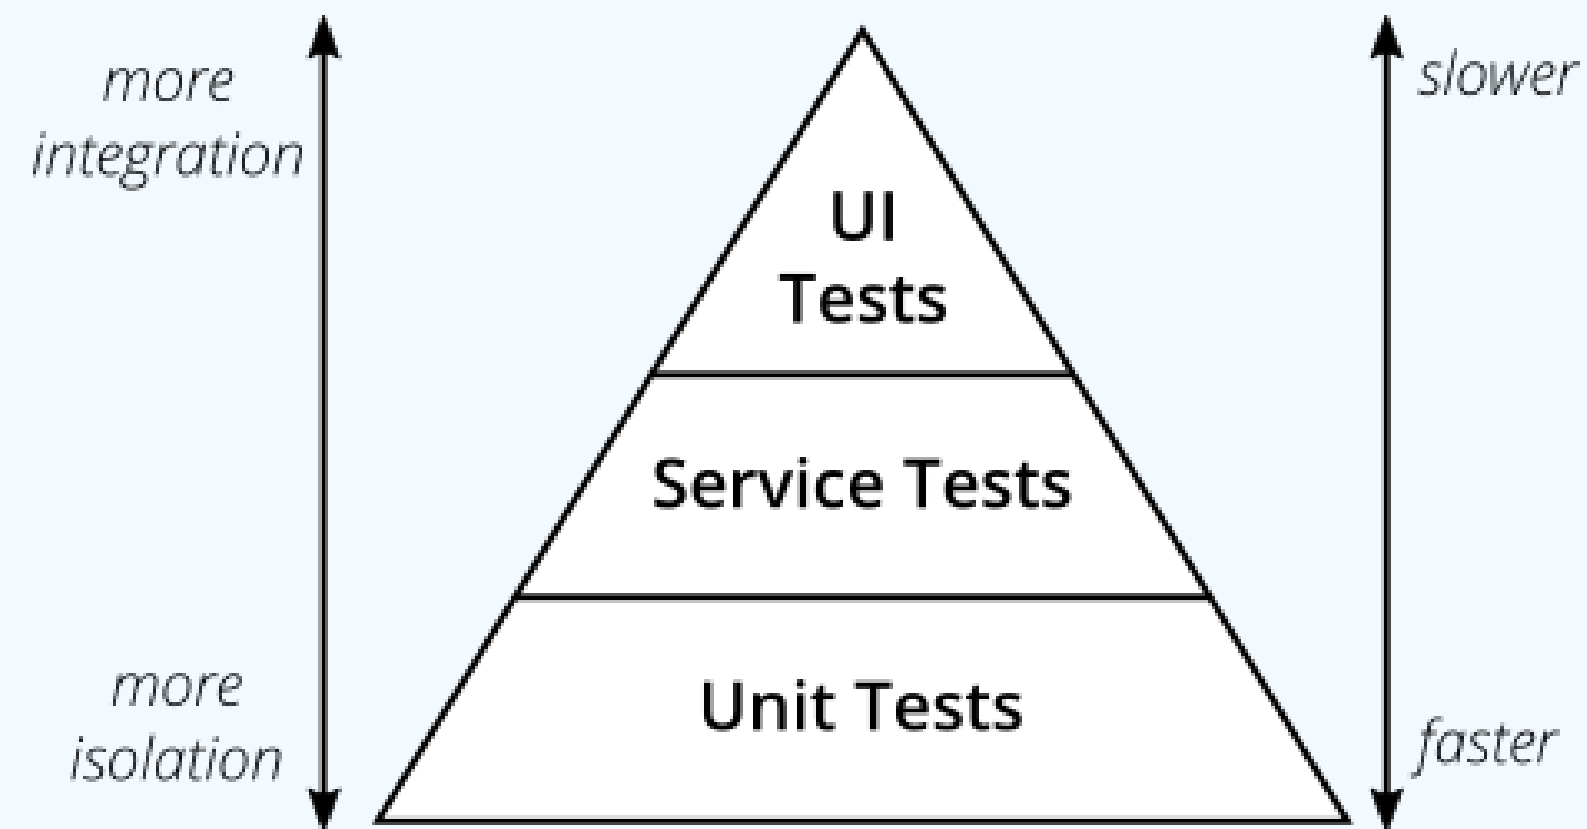 more
integration
slower
UI
Tests
Service Tests
Unit Tests
more
isolation
faster